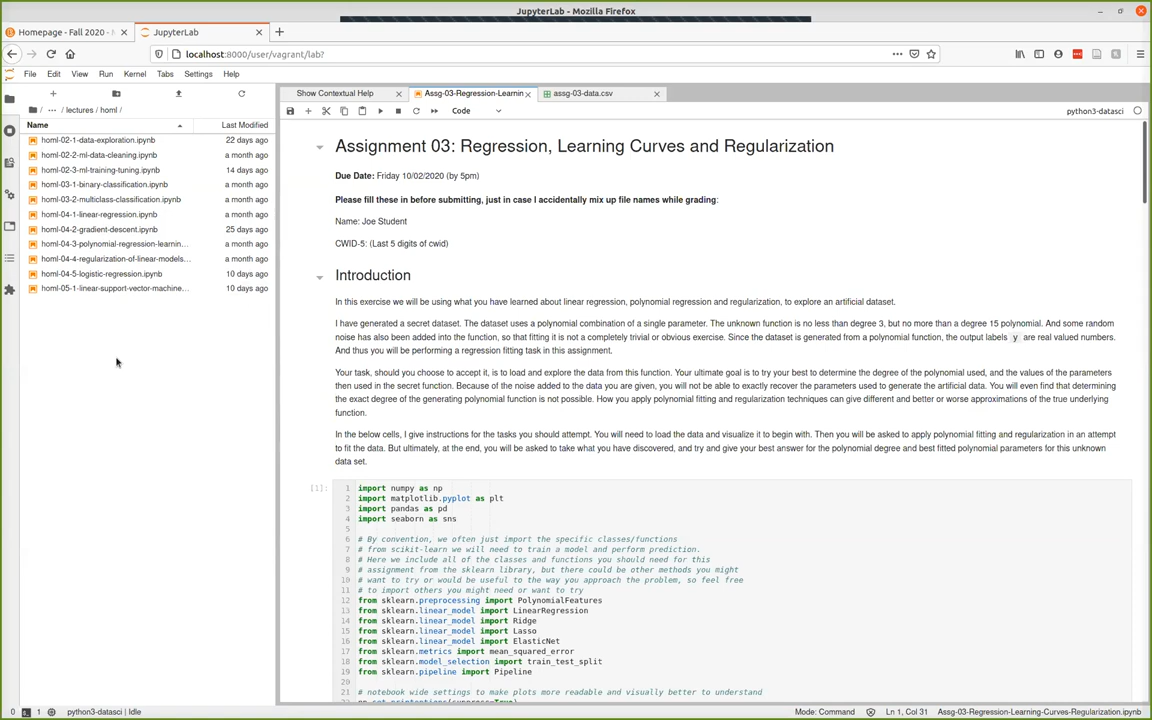 JupyterLab - Mozilla Firefox
Homepage - Fall 2020 -
JupyterLab
localhost:8000/user/vagrant/lab?
File Edit View Run Kernel Tabs Settings Help
Show Contextual Help
Assg-03-Regression-Learnin
assg-03-data.csv
/ ··· / lectures / homl /
Code
python3-datasci
Name Last Modified
homl-02-1-data-exploration.ipynb 22 days ago
homl-02-2-ml-data-cleaning.ipynb a month ago
homl-02-3-ml-training-tuning.ipynb 14 days ago
homl-03-1-binary-classification.ipynb a month ago
homl-03-2-multiclass-classification.ipynb a month ago
homl-04-1-linear-regression.ipynb a month ago
homl-04-2-gradient-descent.ipynb 25 days ago
homl-04-3-polynomial-regression-learnin... a month ago
homl-04-4-regularization-of-linear-models... a month ago
homl-04-5-logistic-regression.ipynb 10 days ago
homl-05-1-linear-support-vector-machine... 10 days ago
Assignment 03: Regression, Learning Curves and Regularization
Due Date: Friday 10/02/2020 (by 5pm)
Please fill these in before submitting, just in case I accidentally mix up file names while grading:
Name: Joe Student
CWID-5: (Last 5 digits of cwid)
Introduction
In this exercise we will be using what you have learned about linear regression, polynomial regression and regularization, to explore an artificial dataset.
I have generated a secret dataset. The dataset uses a polynomial combination of a single parameter. The unknown function is no less than degree 3, but no more than a degree 15 polynomial. And some random
noise has also been added into the function, so that fitting it is not a completely trivial or obvious exercise. Since the dataset is generated from a polynomial function, the output labels y are real valued numbers.
And thus you will be performing a regression fitting task in this assignment.
Your task, should you choose to accept it, is to load and explore the data from this function. Your ultimate goal is to try your best to determine the degree of the polynomial used, and the values of the parameters
then used in the secret function. Because of the noise added to the data you are given, you will not be able to exactly recover the parameters used to generate the artificial data. You will even find that determining
the exact degree of the generating polynomial function is not possible. How you apply polynomial fitting and regularization techniques can give different and better or worse approximations of the true underlying
function.
In the below cells, I give instructions for the tasks you should attempt. You will need to load the data and visualize it to begin with. Then you will be asked to apply polynomial fitting and regularization in an attempt
to fit the data. But ultimately, at the end, you will be asked to take what you have discovered, and try and give your best answer for the polynomial degree and best fitted polynomial parameters for this unknown
data set.
[1]: 1 import numpy as np
2 import matplotlib.pyplot as plt
3 import pandas as pd
4 import seaborn as sns
5
6 # By convention, we often just import the specific classes/functions
7 # from scikit-learn we will need to train a model and perform prediction.
8 # Here we include all of the classes and functions you should need for this
9 # assignment from the sklearn library, but there could be other methods you might
10 # want to try or would be useful to the way you approach the problem, so feel free
11 # to import others you might need or want to try
12 from sklearn.preprocessing import PolynomialFeatures
13 from sklearn.linear_model import LinearRegression
14 from sklearn.linear_model import Ridge
15 from sklearn.linear_model import Lasso
16 from sklearn.linear_model import ElasticNet
17 from sklearn.metrics import mean_squared_error
18 from sklearn.model_selection import train_test_split
19 from sklearn.pipeline import Pipeline
20
21 # notebook wide settings to make plots more readable and visually better to understand
0 1 python3-datasci | Idle
Mode: Command
Ln 1, Col 31
Assg-03-Regression-Learning-Curves-Regularization.ipynb